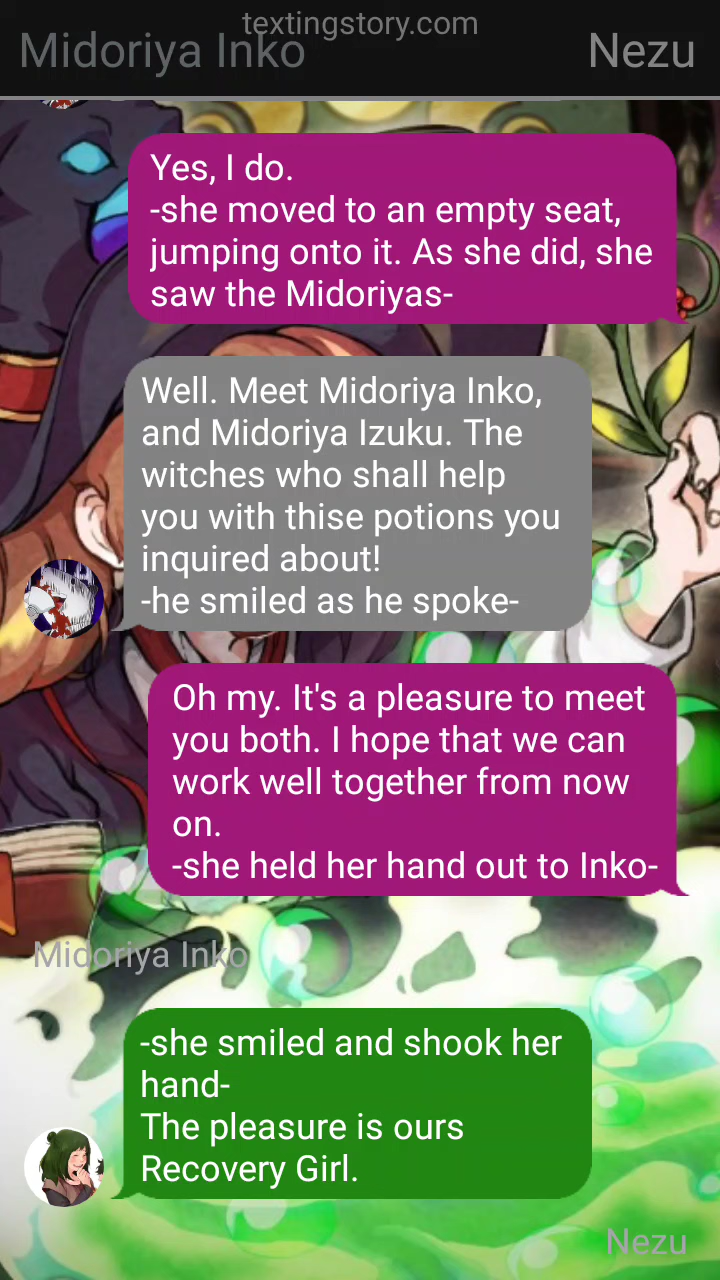 textingstory.com
Midoriya Inko
Nezu
Yes, I do.
-she moved to an empty seat,
jumping onto it. As she did, she
saw the Midoriyas-
Well. Meet Midoriya Inko,
and Midoriya Izuku. The
witches who shall help
you with thise potions you
inquired about!
-he smiled as he spoke-
Oh my. It's a pleasure to meet
you both. I hope that we can
work well together from now
on.
-she held her hand out to Inko-
Midoriya Inko
-she smiled and shook her
hand-
The pleasure is ours
Recovery Girl.
Nezu